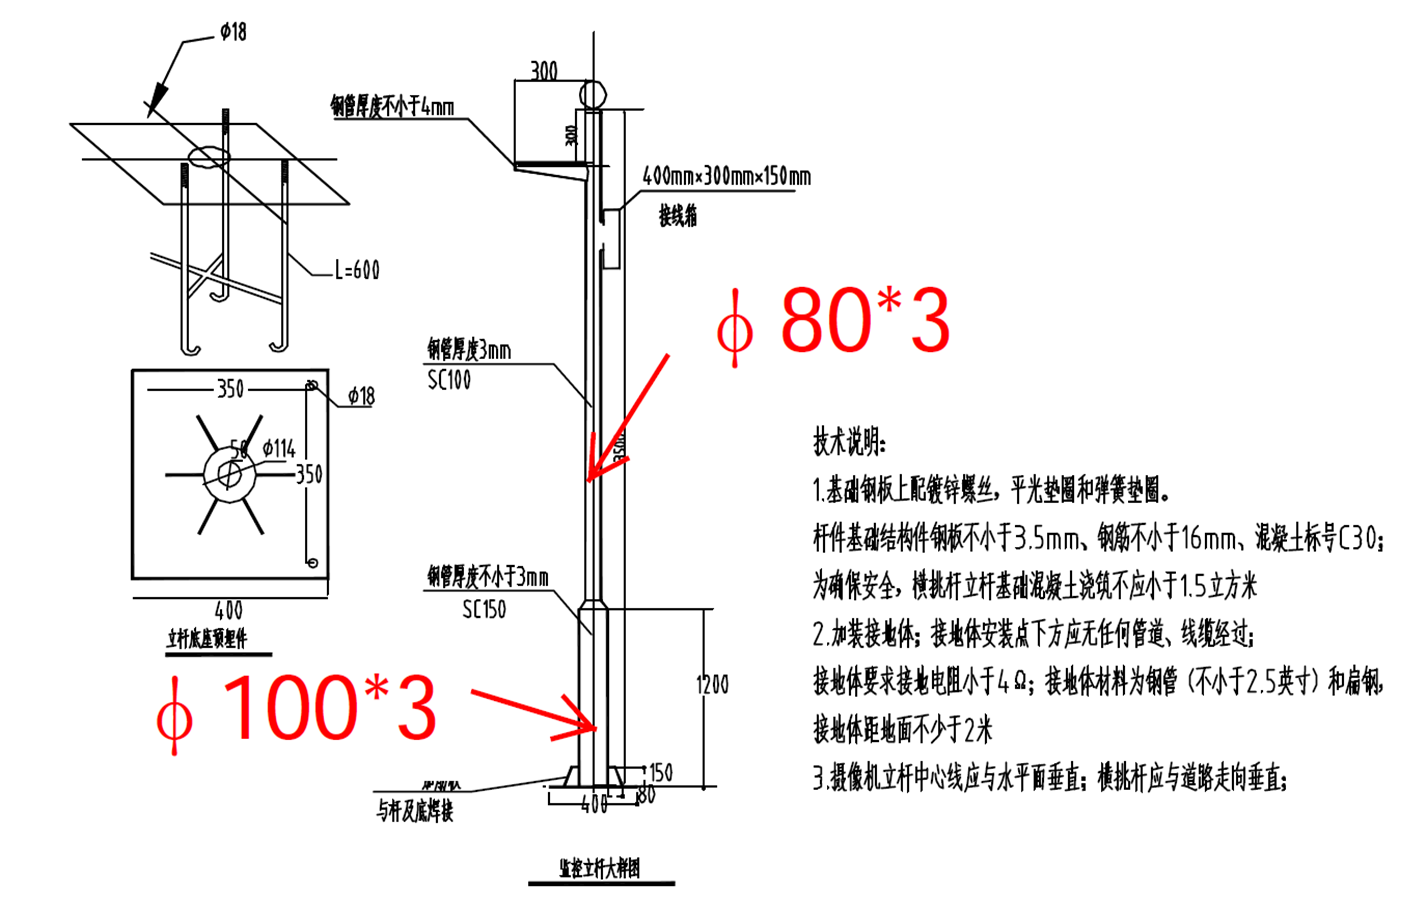 ϕ18
L=600
350
ϕ18
50
ϕ114
350
400
立杆底座预埋件
300
钢管厚度不小于4mm
300
400mm×300mm×150mm
接线箱
ϕ 80*3
钢管厚度3mm
SC100
3500
钢管厚度不小于3mm
SC150
ϕ 100*3
1200
150
80
400
与杆及底焊接
监控立杆大样图
技术说明:
1.基础钢板上配镀锌螺丝，平光垫圈和弹簧垫圈。
杆件基础结构件钢板不小于3.5mm、钢筋不小于16mm、混凝土标号C30；
为确保安全，横挑杆立杆基础混凝土浇筑不应小于1.5立方米
2.加装接地体；接地体安装点下方应无任何管道、线缆经过；
接地体要求接地电阻小于4Ω；接地体材料为钢管（不小于2.5英寸）和扁钢，
接地体距地面不少于2米
3.摄像机立杆中心线应与水平面垂直；横挑杆应与道路走向垂直；